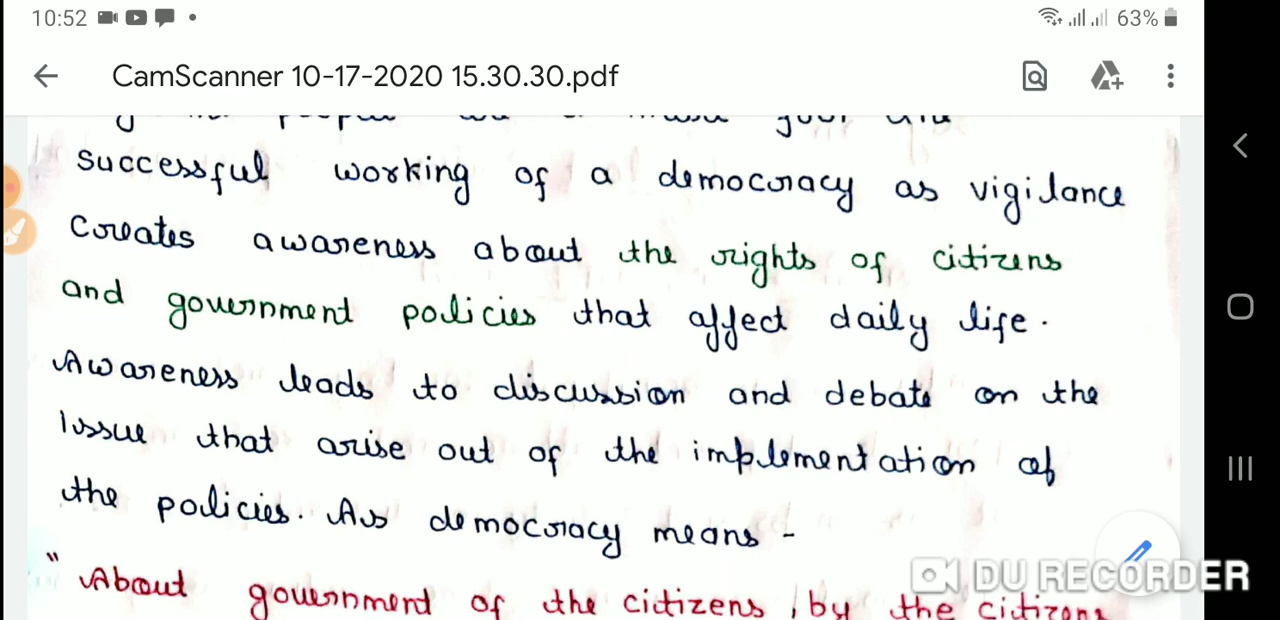 10:52 63%
CamScanner 10-17-2020 15.30.30.pdf
successful working of a democracy as vigilance
creates awareness about the rights of citizens
and government policies that affect daily life.
Awareness leads to discussion and debate on the
Issue that arise out of the implementation of
the policies. As democracy means -
" About government of the citizens, by the citizens
DU RECORDER